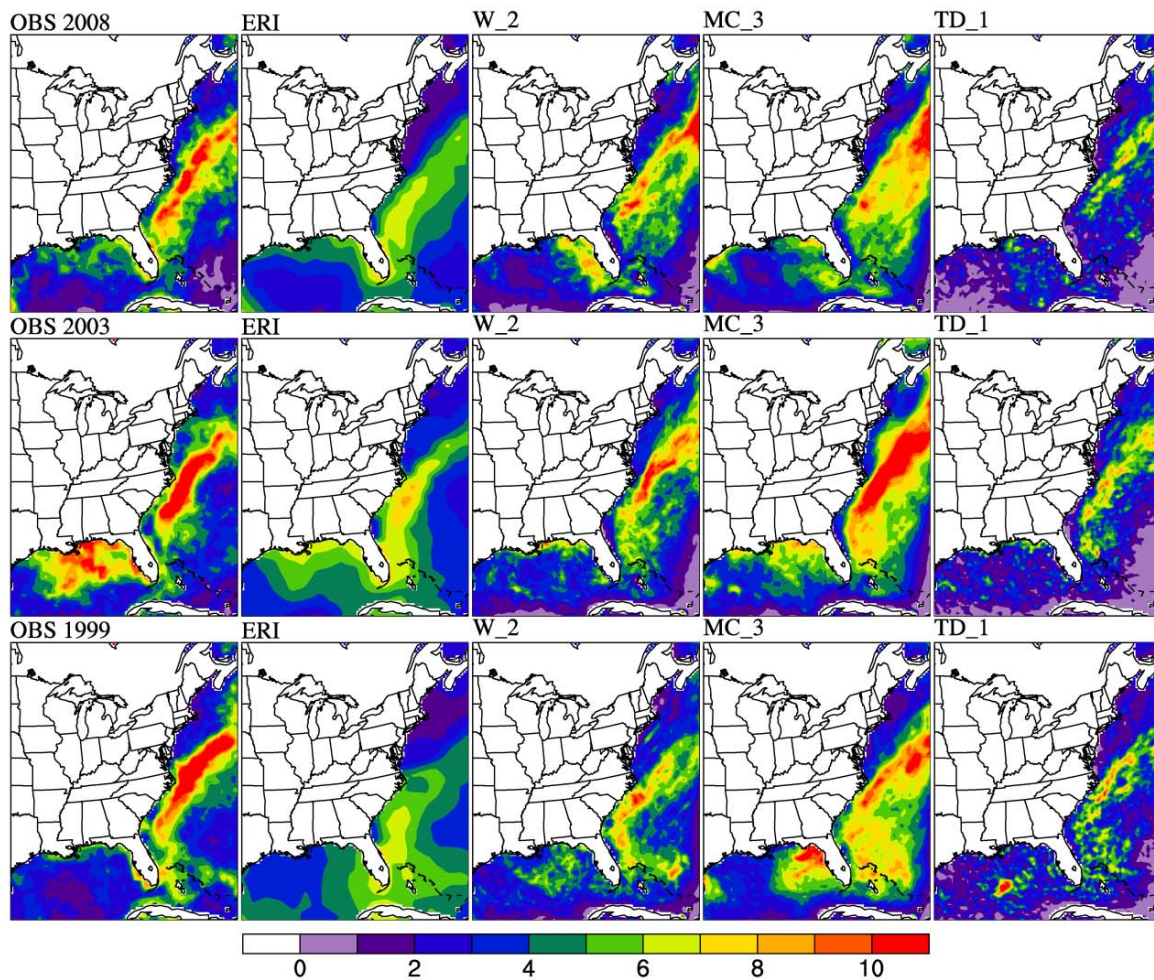 OBS 2008 ERI W_2 MC_3 TD_1
OBS 2003 ERI W_2 MC_3 TD_1
OBS 1999 ERI W_2 MC_3 TD_1
0 2 4 6 8 10